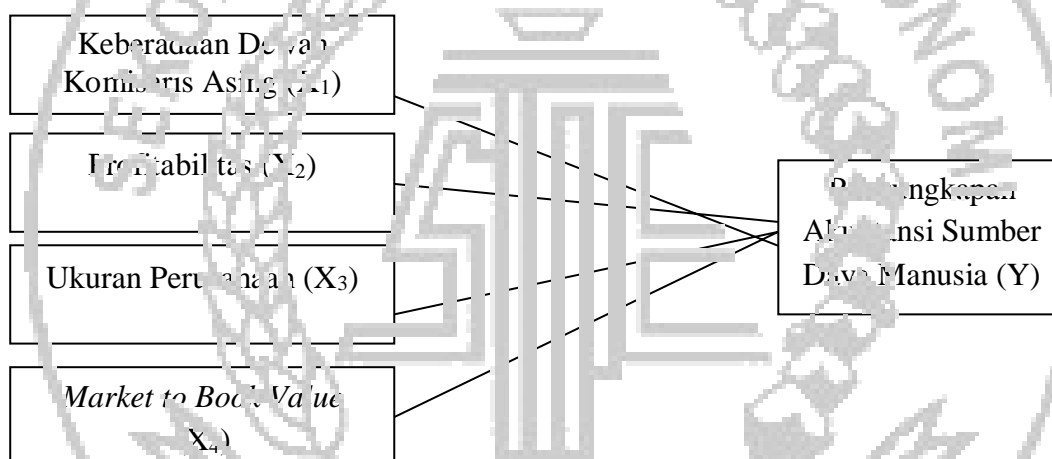 Keberadaan Dewan
Komisaris Asing (X₁)
Profitabilitas (X₂)
Ukuran Perusahaan (X₃)
Market to Book Value
X₄)
Pengungkapan
Akuntansi Sumber
Daya Manusia (Y)